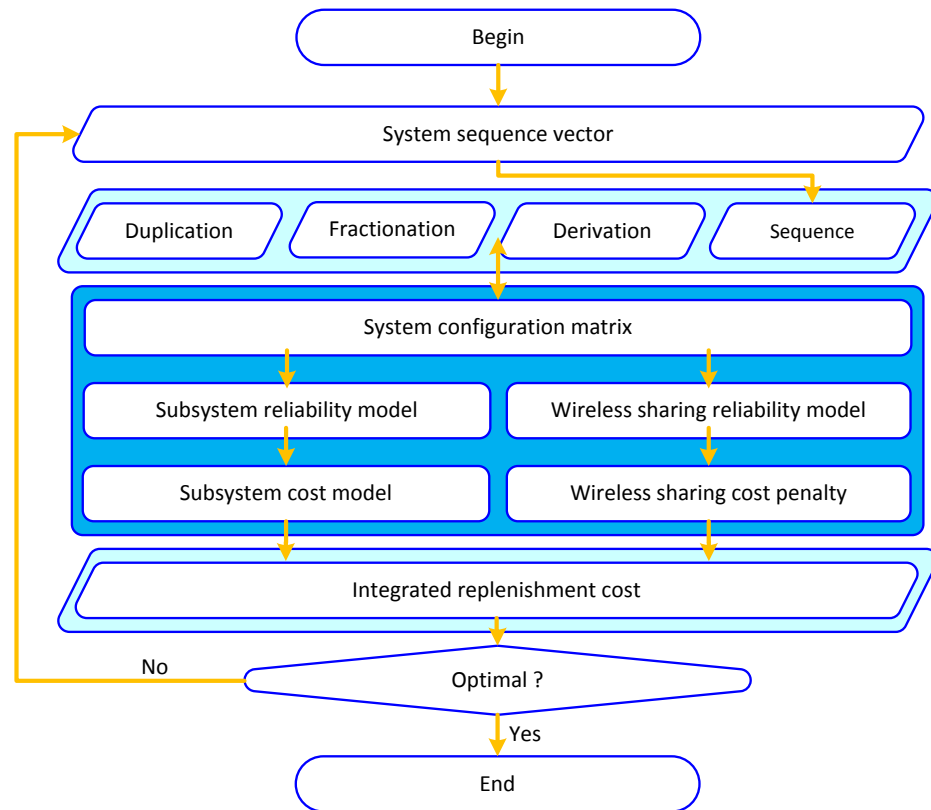 Begin
System sequence vector
Duplication
Fractionation
Derivation
Sequence
System configuration matrix
Subsystem reliability model
Wireless sharing reliability model
Subsystem cost model
Wireless sharing cost penalty
Integrated replenishment cost
No
Optimal ?
Yes
End